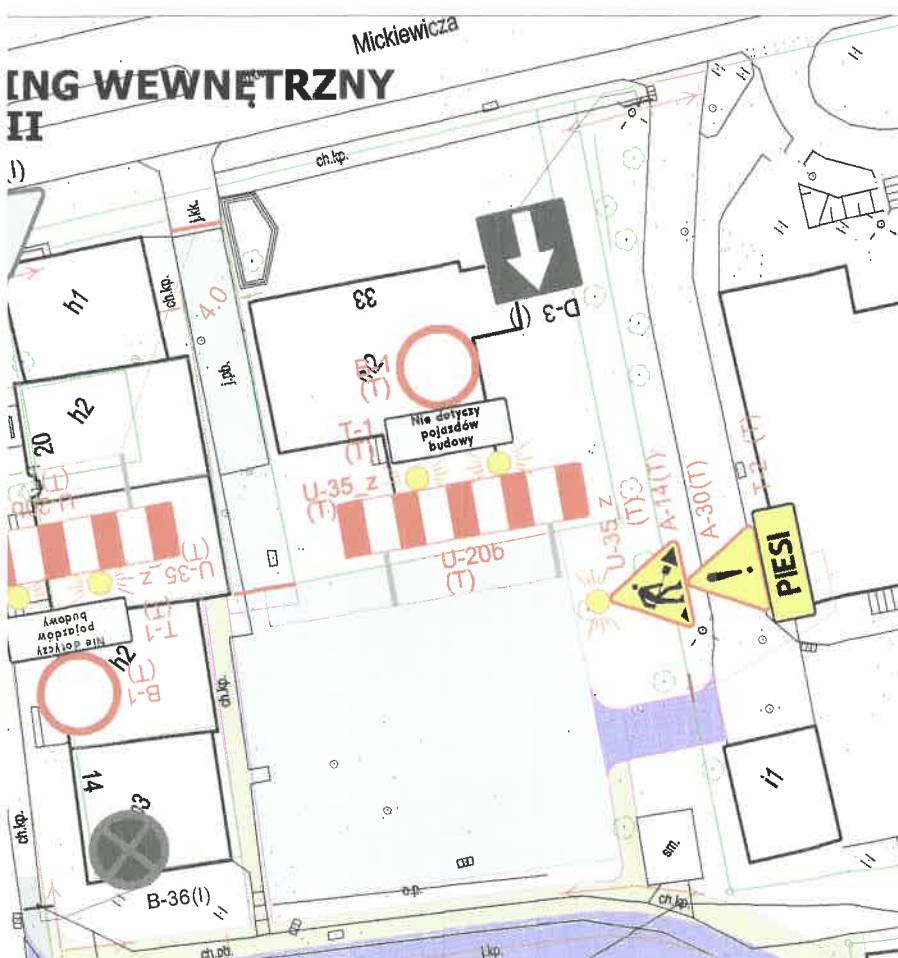 Mickiewicza
ING WEWNĘTRZNY
II
I)
ch.kp.
j.kk.
h1
ch.kp.
4.0
33
D-3 (I)
j.pb.
B-1
(T)
h2
T-1
(T)
Nie dotyczy
pojazdów
budowy
20
U-35_z
(T)
U-20b
(T)
U-35_z
(T)
A-14(T)
A-30(T)
T-2 (T)
PIESI
U-20b
(T)
U-35_z
(T)
T-1
(T)
Nie dotyczy
pojazdów
budowy
h2
B-1
(T)
ch.kp.
14
ch.kp.
B-36(I)
i1
sm.
o.p.
ch.kp.
ch.pb.
j.kp.